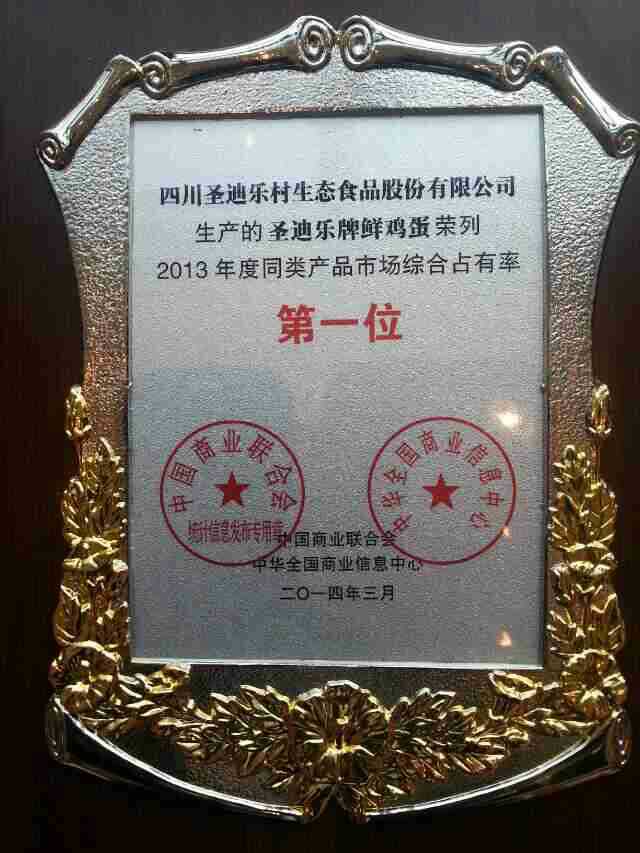 四川圣迪乐村生态食品股份有限公司
生产的 圣迪乐牌鲜鸡蛋 荣列
2013 年度同类产品市场综合占有率
第一位
中国商业联合会
统计信息发布专用章
中华全国商业信息中心
中国商业联合会
中华全国商业信息中心
二〇一四年三月